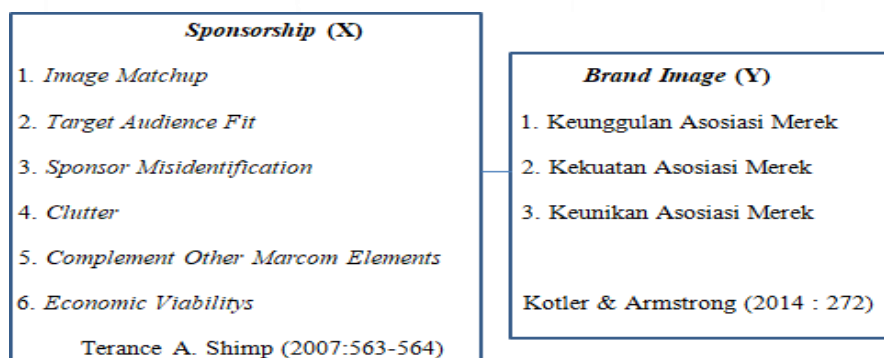 Sponsorship (X)
1. Image Matchup
2. Target Audience Fit
3. Sponsor Misidentification
4. Clutter
5. Complement Other Marcom Elements
6. Economic Viabilitys
Terance A. Shimp (2007:563-564)
Brand Image (Y)
1. Keunggulan Asosiasi Merek
2. Kekuatan Asosiasi Merek
3. Keunikan Asosiasi Merek
Kotler & Armstrong (2014 : 272)